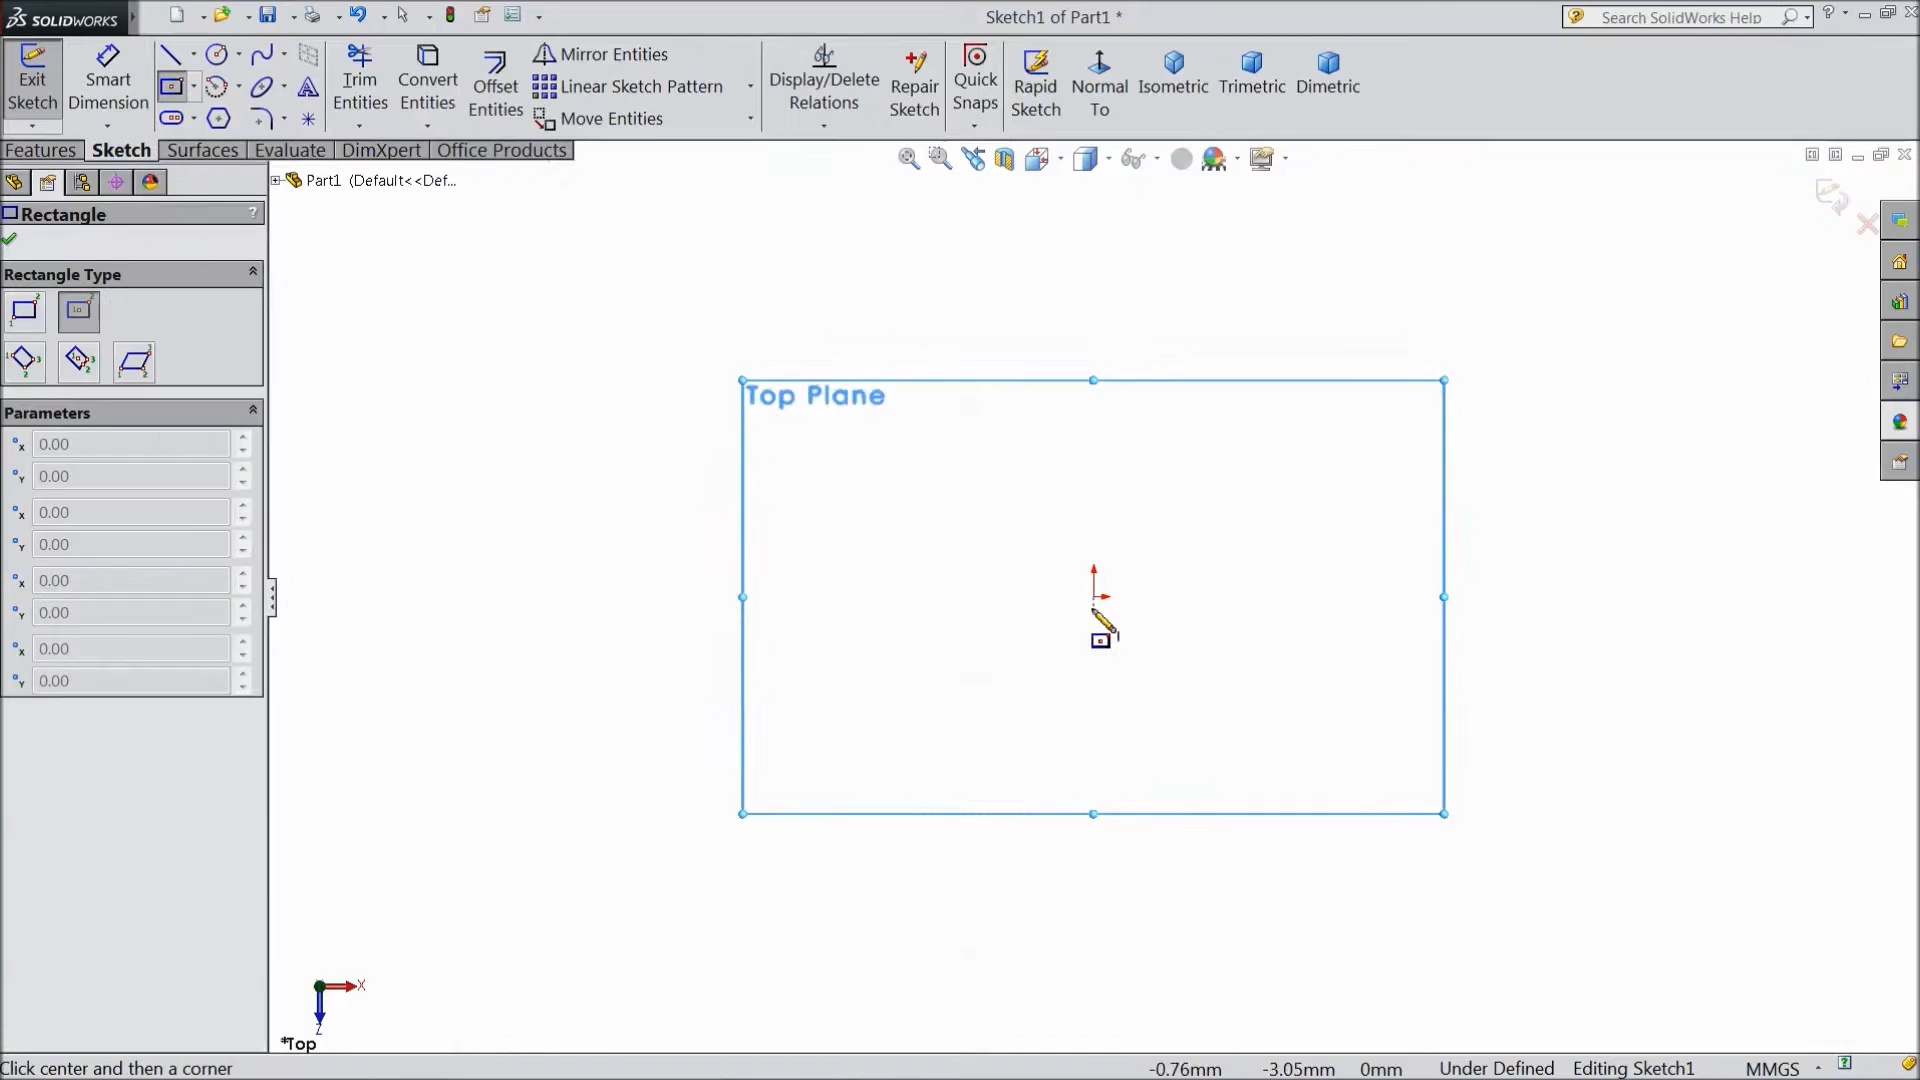 SOLIDWORKS
Sketch1 of Part1 *
Search SolidWorks Help
?
Exit Sketch
Smart Dimension
Trim Entities
Convert Entities
Offset Entities
Mirror Entities
Linear Sketch Pattern
Move Entities
Display/Delete Relations
Repair Sketch
Quick Snaps
Rapid Sketch
Normal To
Isometric
Trimetric
Dimetric
Features
Sketch
Surfaces
Evaluate
DimXpert
Office Products
Part1 (Default<<Def...
Rectangle
?
Rectangle Type
Parameters
x 0.00
Y 0.00
x 0.00
Y 0.00
x 0.00
Y 0.00
x 0.00
Y 0.00
Top Plane
X
Z
*Top
Click center and then a corner
-0.76mm
-3.05mm
0mm
Under Defined
Editing Sketch1
MMGS